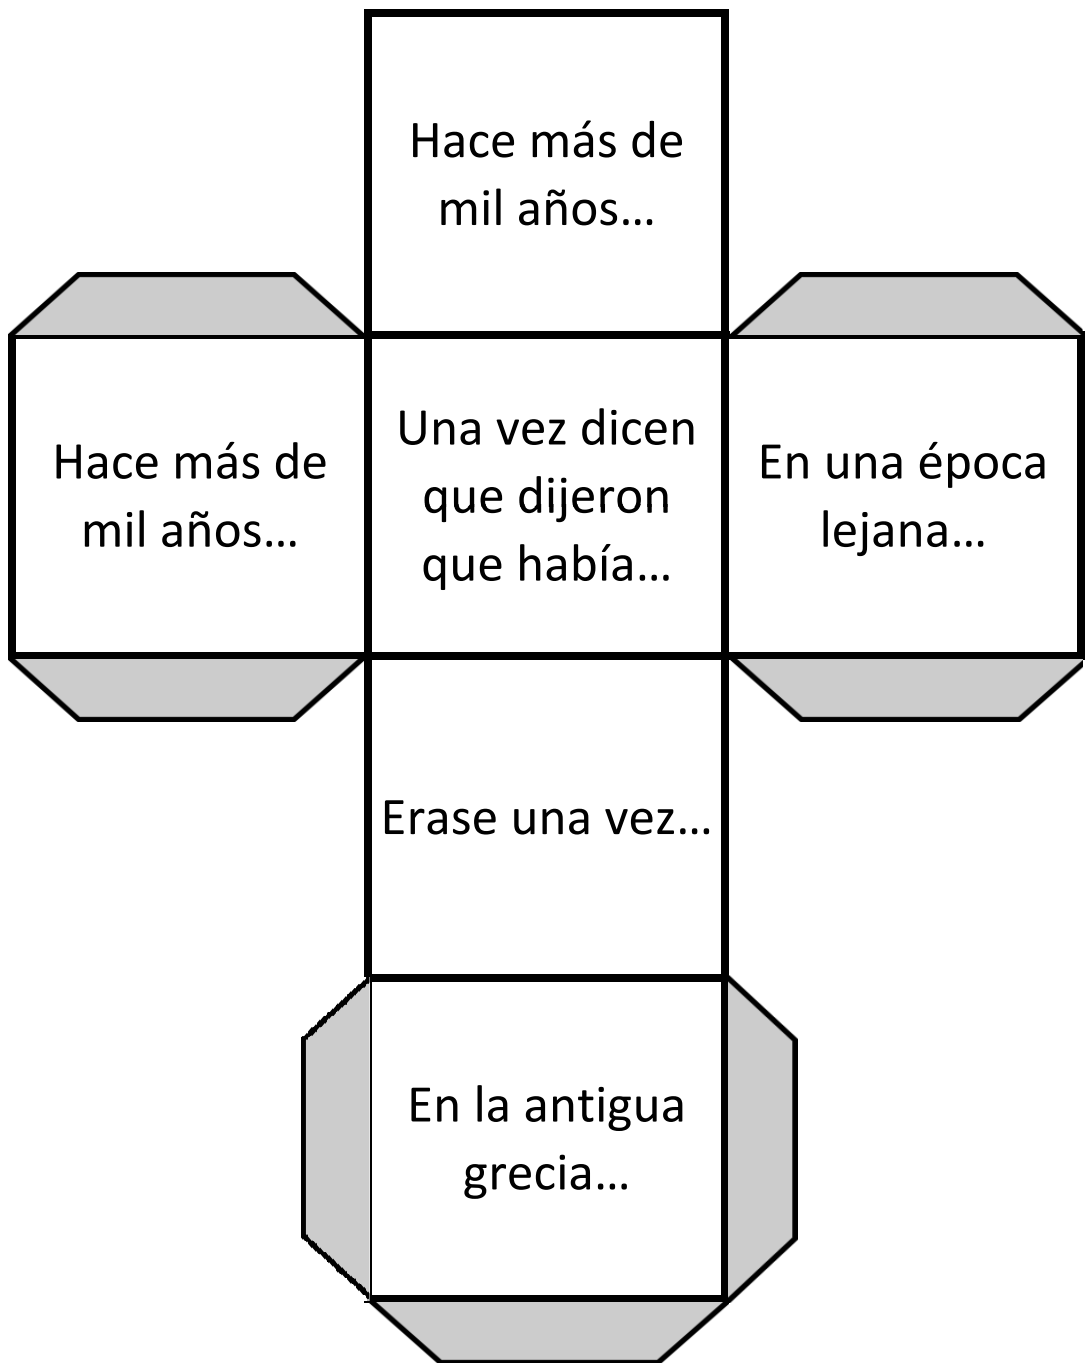 Hace más de
mil años...
Hace más de
mil años...
Una vez dicen
que dijeron
que había...
En una época
lejana...
Erase una vez...
En la antigua
grecia...